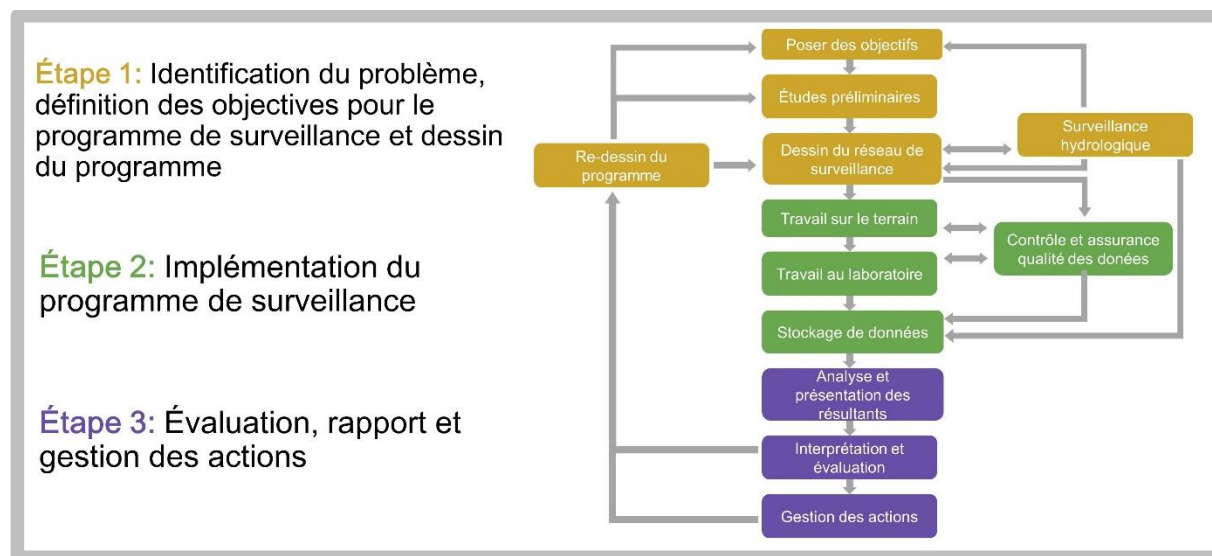 Étape 1: Identification du problème,
définition des objectives pour le
programme de surveillance et dessin
du programme
Étape 2: Implémentation du
programme de surveillance
Étape 3: Évaluation, rapport et
gestion des actions
Poser des objectifs
Études préliminaires
Dessin du réseau de
surveillance
Surveillance
hydrologique
Re-dessin du
programme
Travail sur le terrain
Contrôle et assurance
qualité des donées
Travail au laboratoire
Stockage de données
Analyse et
présentation des
résultants
Interprétation et
évaluation
Gestion des actions